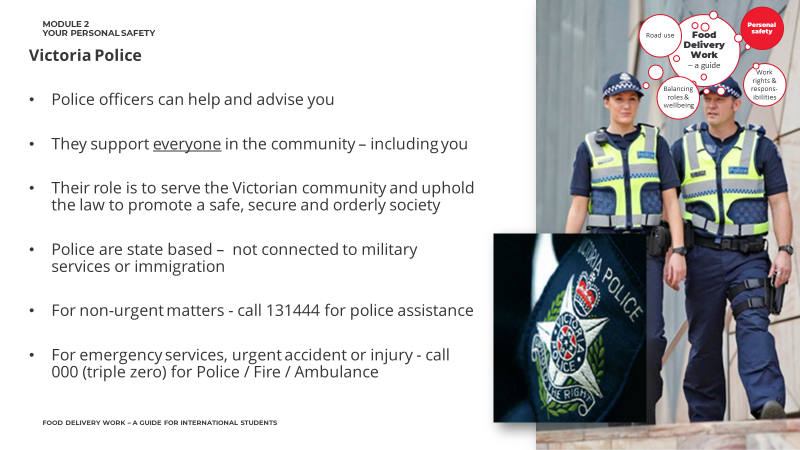 MODULE 2
YOUR PERSONAL SAFETY
Victoria Police
• Police officers can help and advise you
• They support everyone in the community – including you
• Their role is to serve the Victorian community and uphold
the law to promote a safe, secure and orderly society
• Police are state based – not connected to military
services or immigration
• For non-urgent matters - call 131444 for police assistance
• For emergency services, urgent accident or injury - call
000 (triple zero) for Police / Fire / Ambulance
FOOD DELIVERY WORK – A GUIDE FOR INTERNATIONAL STUDENTS
Road use
Food
Delivery
Work
– a guide
Personal
safety
Balancing
roles &
wellbeing
Work
rights &
respons-
ibilities
VICTORIA POLICE
VICTORIA
POLICE
THE RIGHT